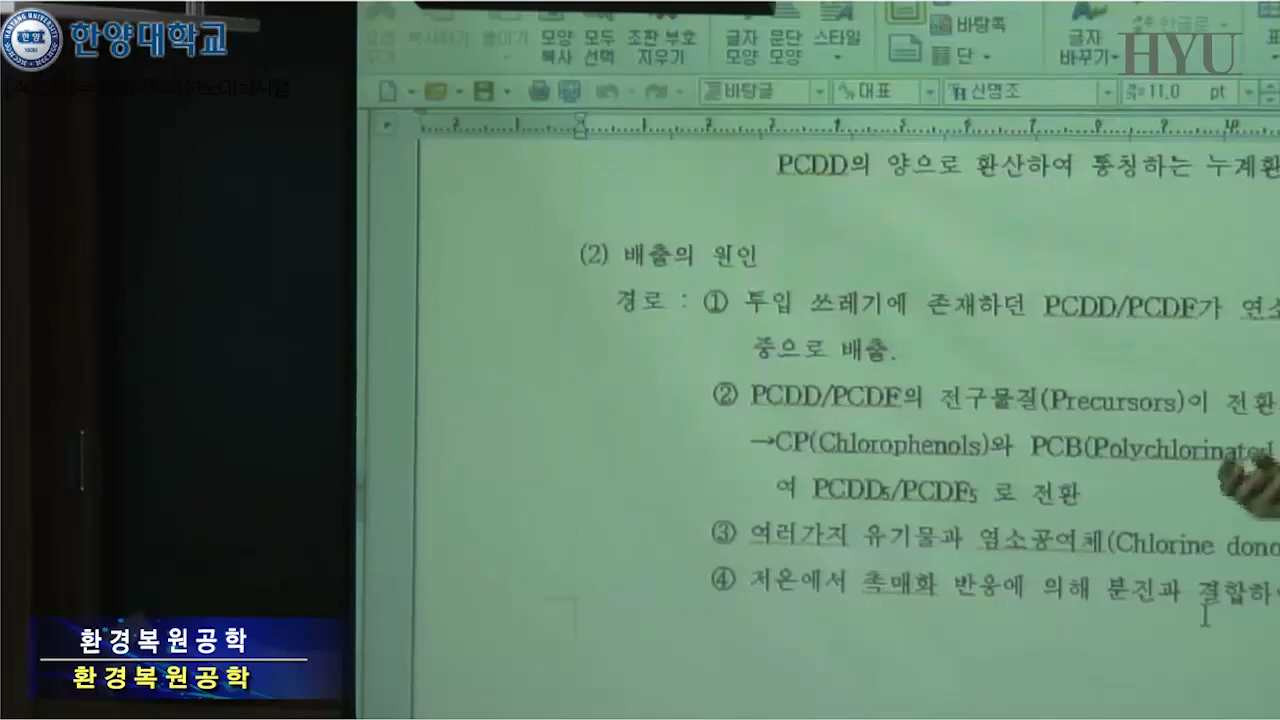 한양대학교
HYU
바탕쪽
모양 모두 조판·부호 글자 문단 스타일 단 글자
복사 선택 지우기 모양 모양 바꾸기
바탕글 대표 산명조 11.0 pt
PCDD의 양으로 환산하여 통칭하는 누계환
(2) 배출의 원인
경로 : ① 투입 쓰레기에 존재하던 PCDD/PCDF가 연소
중으로 배출.
② PCDD/PCDF의 전구물질(Precursors)이 전환
→CP(Chlorophenols)와 PCB(Polychlorinated
여 PCDDs/PCDFs 로 전환
③ 여러가지 유기물과 염소공여체(Chlorine dono
④ 저온에서 촉매화 반응에 의해 분진과 결합하여
환경복원공학
환경복원공학